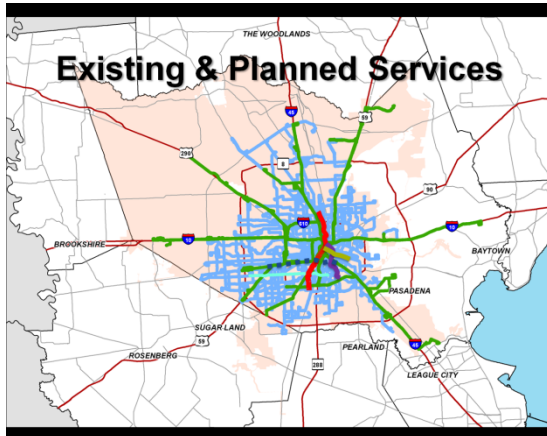 THE WOODLANDS
Existing & Planned Services
45
59
290
8
90
610
10
10
BROOKSHIRE
BAYTOWN
PASADENA
SUGAR LAND
59
PEARLAND
45
ROSENBERG
288
LEAGUE CITY